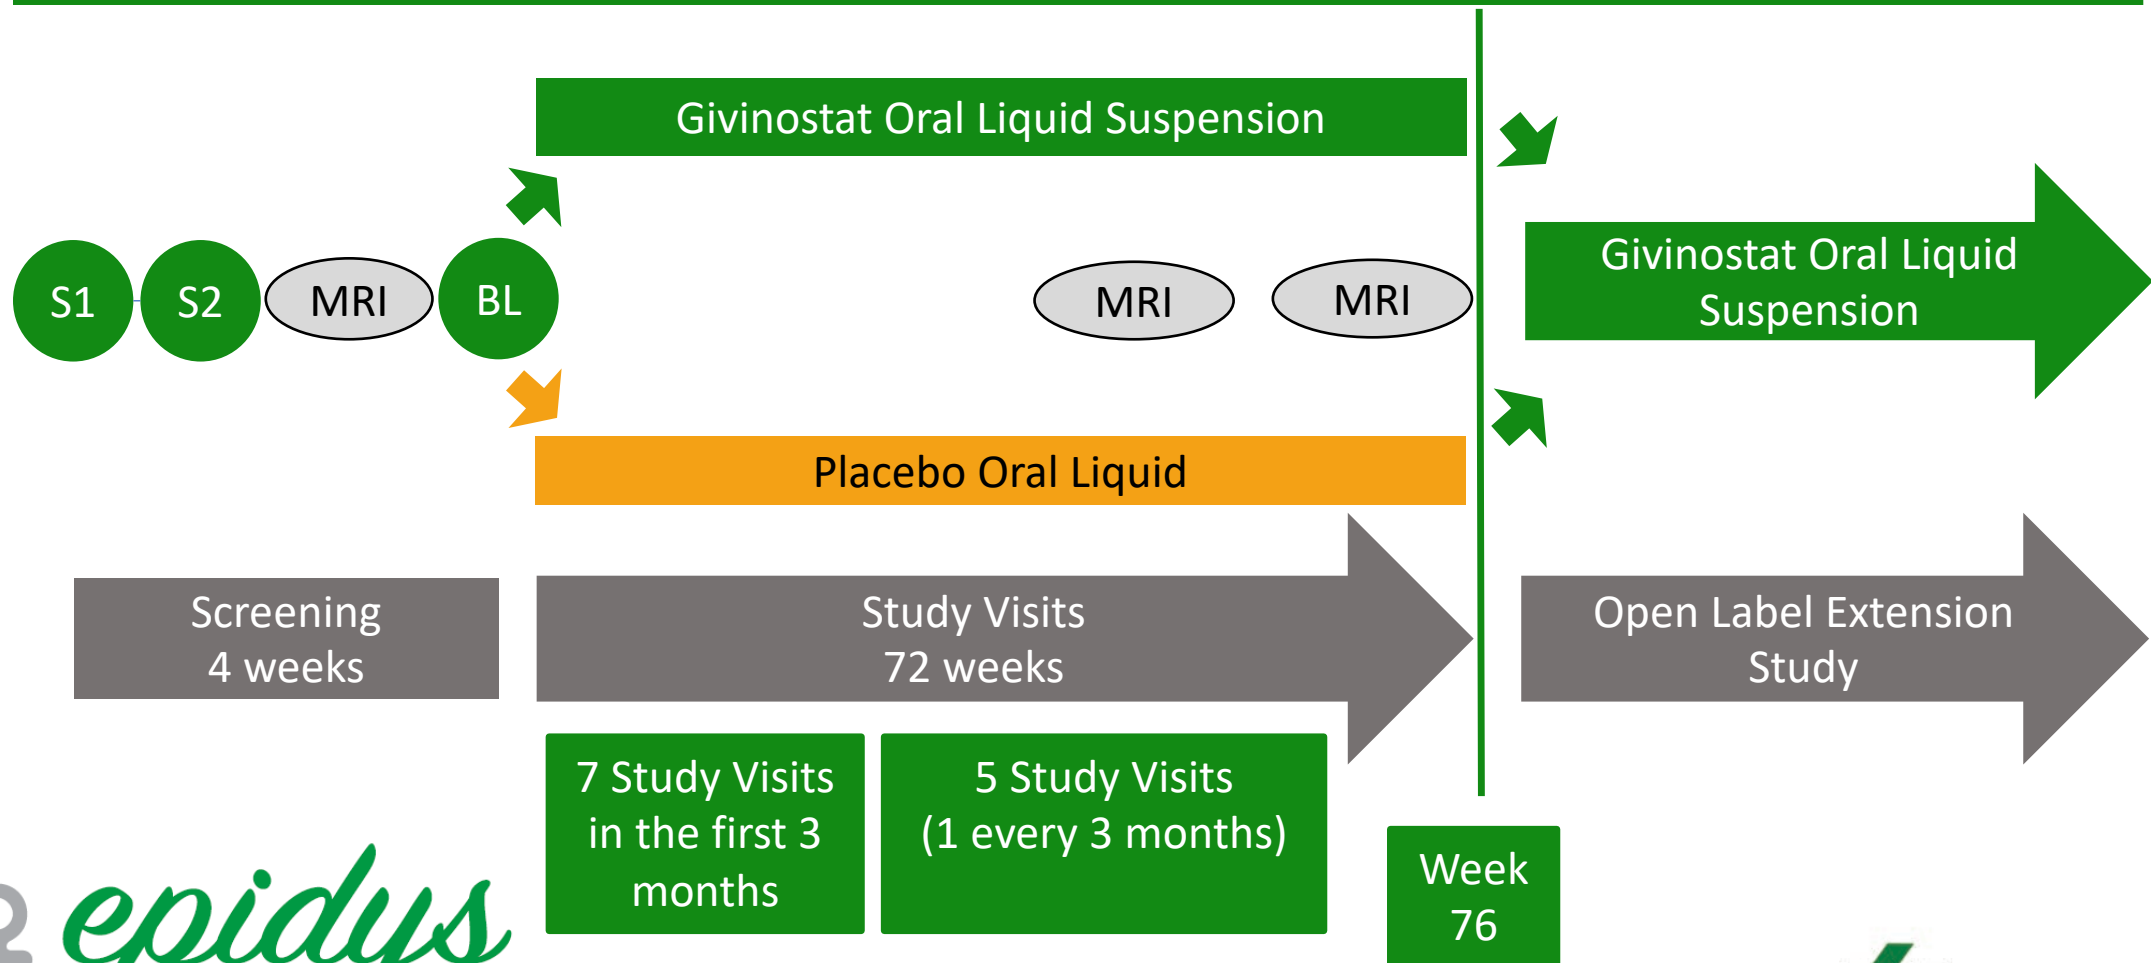 Givinostat Oral Liquid Suspension
S1
S2
MRI
BL
MRI
MRI
Givinostat Oral Liquid
Suspension
Placebo Oral Liquid
Screening
4 weeks
Study Visits
72 weeks
Open Label Extension
Study
7 Study Visits
in the first 3
months
5 Study Visits
(1 every 3 months)
Week
76
epidys